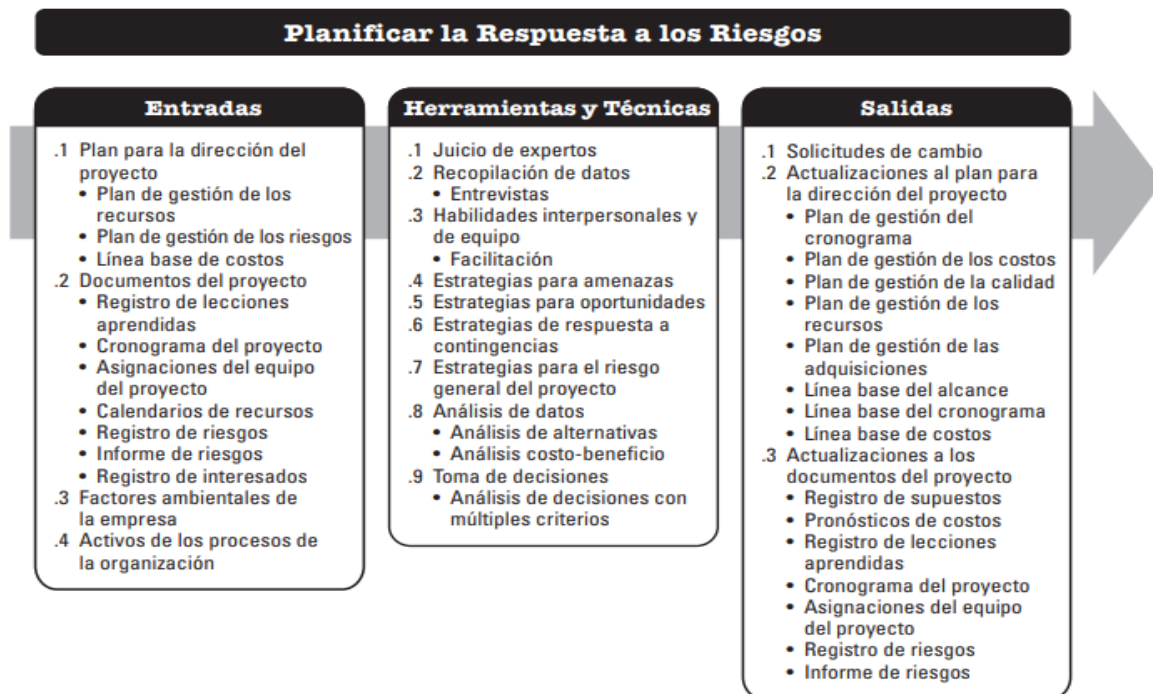 Planificar la Respuesta a los Riesgos
Entradas
.1 Plan para la dirección del
proyecto
• Plan de gestión de los
recursos
• Plan de gestión de los riesgos
• Línea base de costos
.2 Documentos del proyecto
• Registro de lecciones
aprendidas
• Cronograma del proyecto
• Asignaciones del equipo
del proyecto
• Calendarios de recursos
• Registro de riesgos
• Informe de riesgos
• Registro de interesados
.3 Factores ambientales de
la empresa
.4 Activos de los procesos de
la organización
Herramientas y Técnicas
.1 Juicio de expertos
.2 Recopilación de datos
• Entrevistas
.3 Habilidades interpersonales y
de equipo
• Facilitación
.4 Estrategias para amenazas
.5 Estrategias para oportunidades
.6 Estrategias de respuesta a
contingencias
.7 Estrategias para el riesgo
general del proyecto
.8 Análisis de datos
• Análisis de alternativas
• Análisis costo-beneficio
.9 Toma de decisiones
• Análisis de decisiones con
múltiples criterios
Salidas
.1 Solicitudes de cambio
.2 Actualizaciones al plan para
la dirección del proyecto
• Plan de gestión del
cronograma
• Plan de gestión de los costos
• Plan de gestión de la calidad
• Plan de gestión de los
recursos
• Plan de gestión de las
adquisiciones
• Línea base del alcance
• Línea base del cronograma
• Línea base de costos
.3 Actualizaciones a los
documentos del proyecto
• Registro de supuestos
• Pronósticos de costos
• Registro de lecciones
aprendidas
• Cronograma del proyecto
• Asignaciones del equipo
del proyecto
• Registro de riesgos
• Informe de riesgos